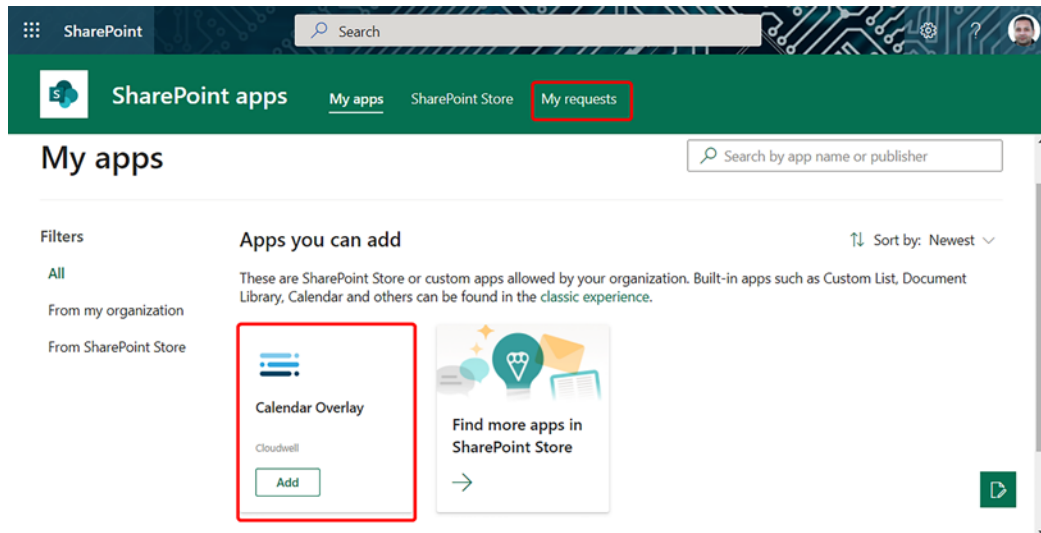 SharePoint
Search
?
S
SharePoint apps
My apps
SharePoint Store
My requests
My apps
Search by app name or publisher
Filters
All
From my organization
From SharePoint Store
Apps you can add
Sort by: Newest
These are SharePoint Store or custom apps allowed by your organization. Built-in apps such as Custom List, Document
Library, Calendar and others can be found in the classic experience.
Calendar Overlay
Cloudwell
Add
Find more apps in
SharePoint Store